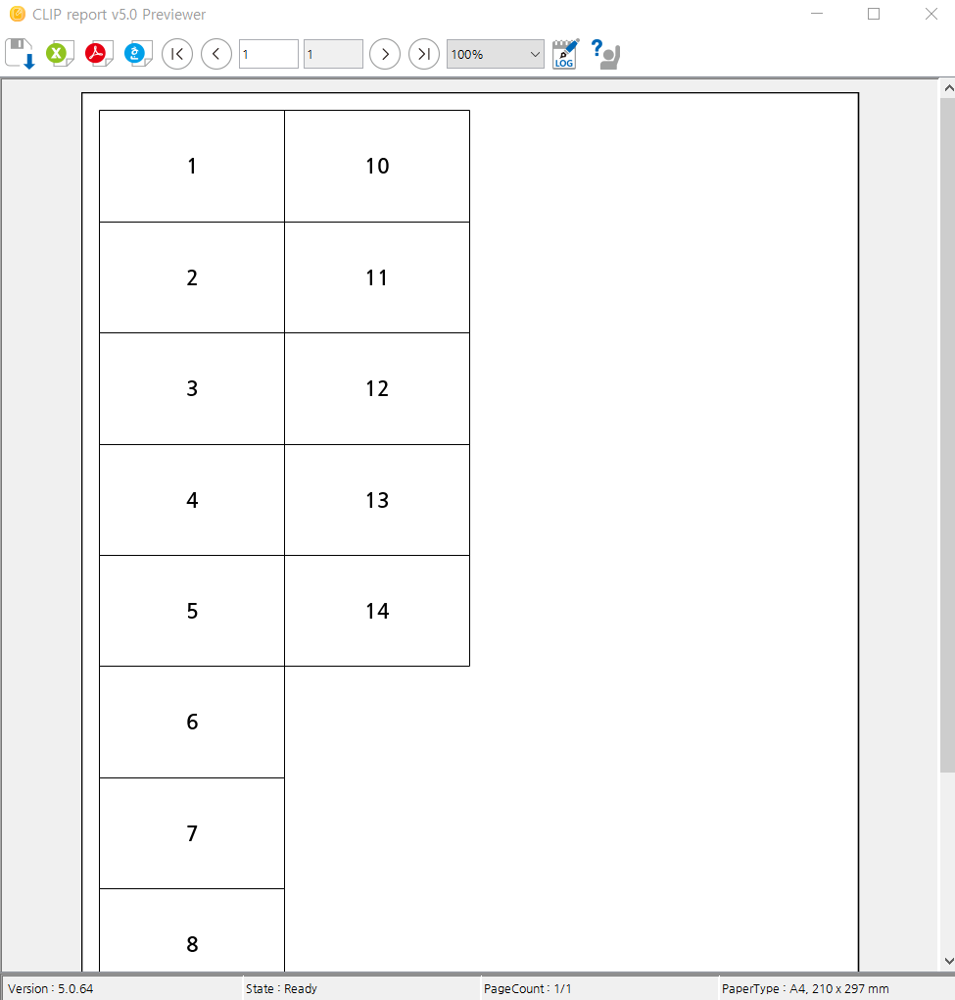 CLIP report v5.0 Previewer
1 1 100% LOG ?
1 10
2 11
3 12
4 13
5 14
6
7
8
Version : 5.0.64 State : Ready PageCount : 1/1 PaperType : A4, 210 x 297 mm